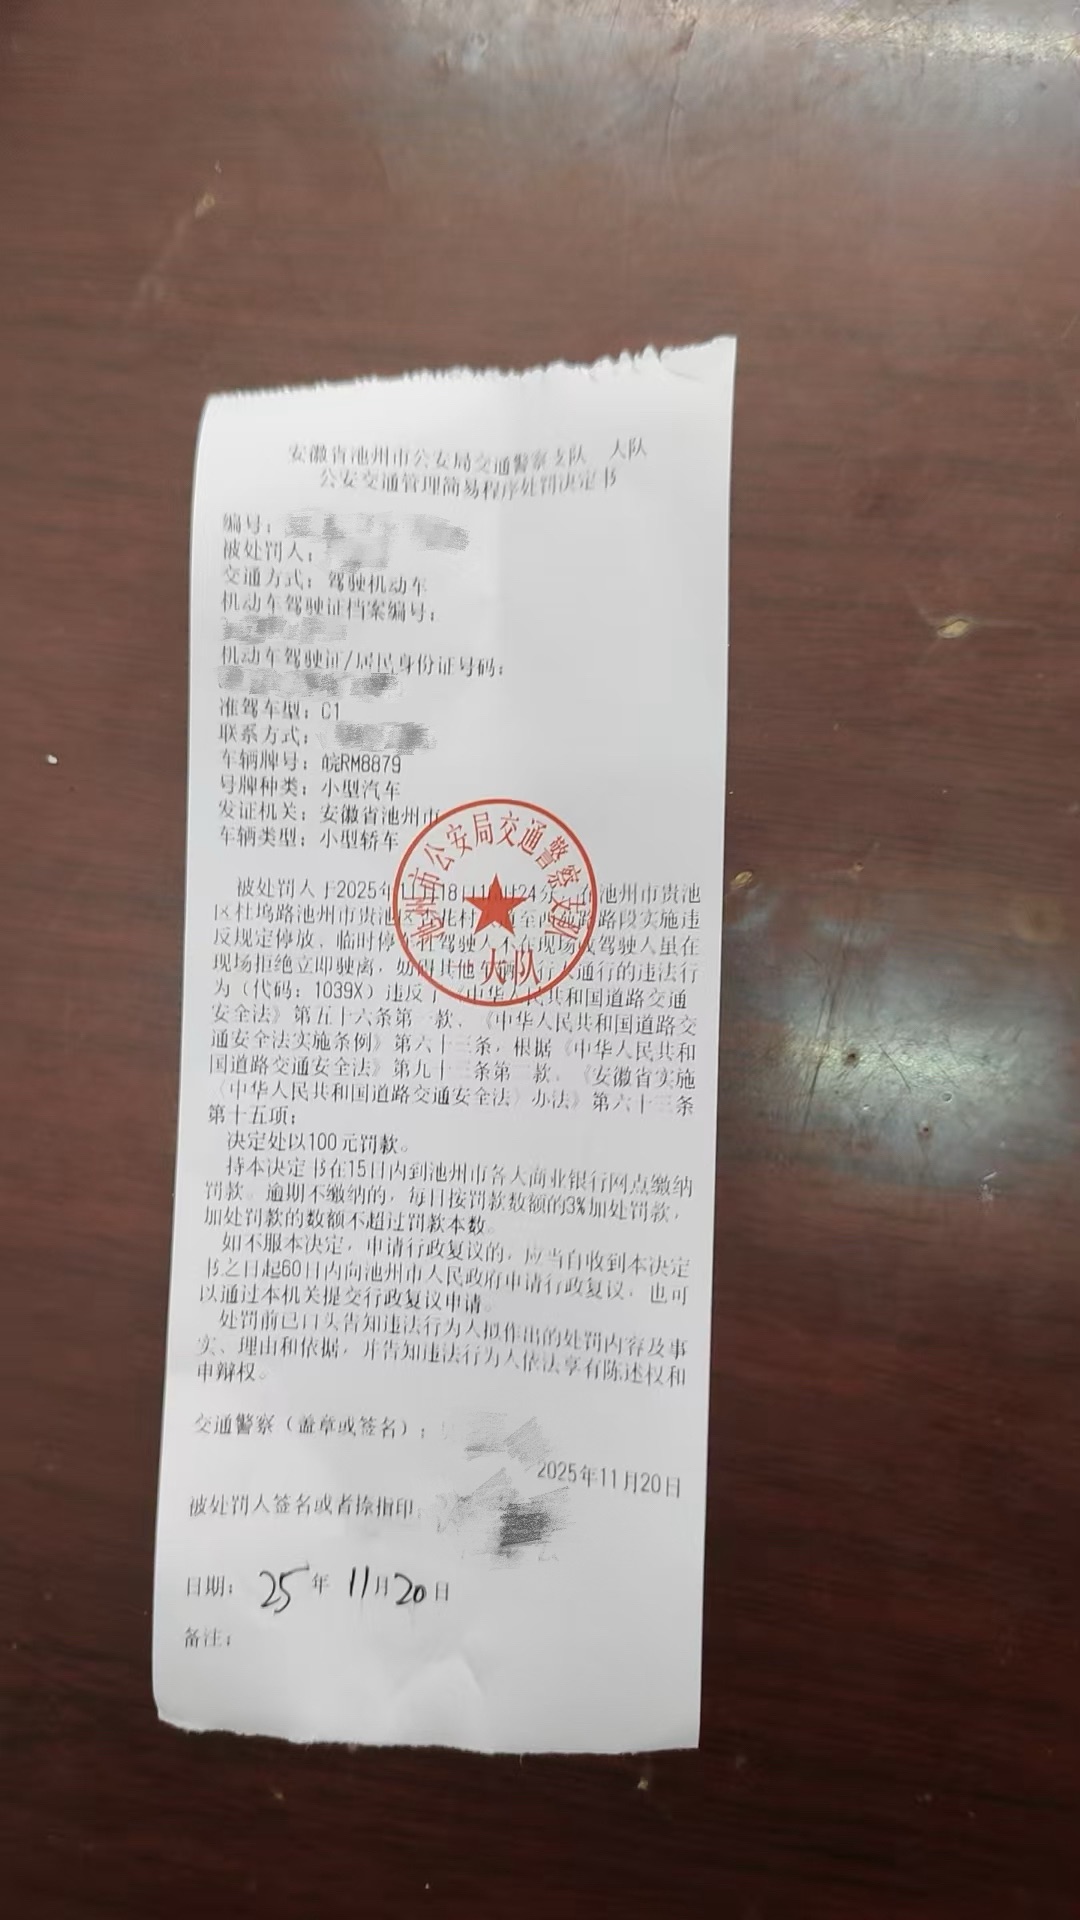 安徽省池州市公安局交通警察支队 大队
公安交通管理简易程序处罚决定书
编号：
被处罚人：
交通方式：驾驶机动车
机动车驾驶证档案编号：
机动车驾驶证/居民身份证号码：
准驾车型：C1
联系方式：
车辆牌号：皖RM8879
号牌种类：小型汽车
发证机关：安徽省池州市
车辆类型：小型轿车
被处罚人于2025年11月18日1 时24分，在池州市贵池
区杜坞路池州市贵池区 北村 道至西 路路段实施违
反规定停放、临时停车且驾驶人不在现场或驾驶人虽在
现场拒绝立即驶离，妨碍其他车辆、行人通行的违法行
为（代码：1039X）违反了《中华人民共和国道路交通
安全法》第五十六条第一款、《中华人民共和国道路交
通安全法实施条例》第六十三条，根据《中华人民共和
国道路交通安全法》第九十三条第二款、《安徽省实施
〈中华人民共和国道路交通安全法〉办法》第六十三条
第十五项；
决定处以100元罚款。
持本决定书在15日内到池州市各大商业银行网点缴纳
罚款。逾期不缴纳的，每日按罚款数额的3%加处罚款，
加处罚款的数额不超过罚款本数。
如不服本决定，申请行政复议的，应当自收到本决定
书之日起60日内向池州市人民政府申请行政复议，也可
以通过本机关提交行政复议申请。
处罚前已口头告知违法行为人拟作出的处罚内容及事
实、理由和依据，并告知违法行为人依法享有陈述权和
申辩权。
交通警察（盖章或签名）：
2025年11月20日
被处罚人签名或者捺指印：
日期：25年11月20日
备注：
池州市公安局交通警察支队
大队